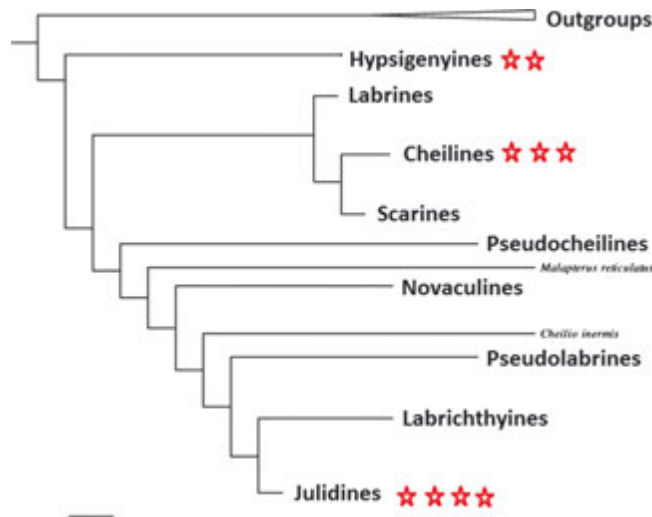 Outgroups
Hypsigenyines
Labrines
Cheilines
Scarines
Pseudocheilines
Malapterus reticulatus
Novaculines
Cheilio inermis
Pseudolabrines
Labrichthyines
Julidines